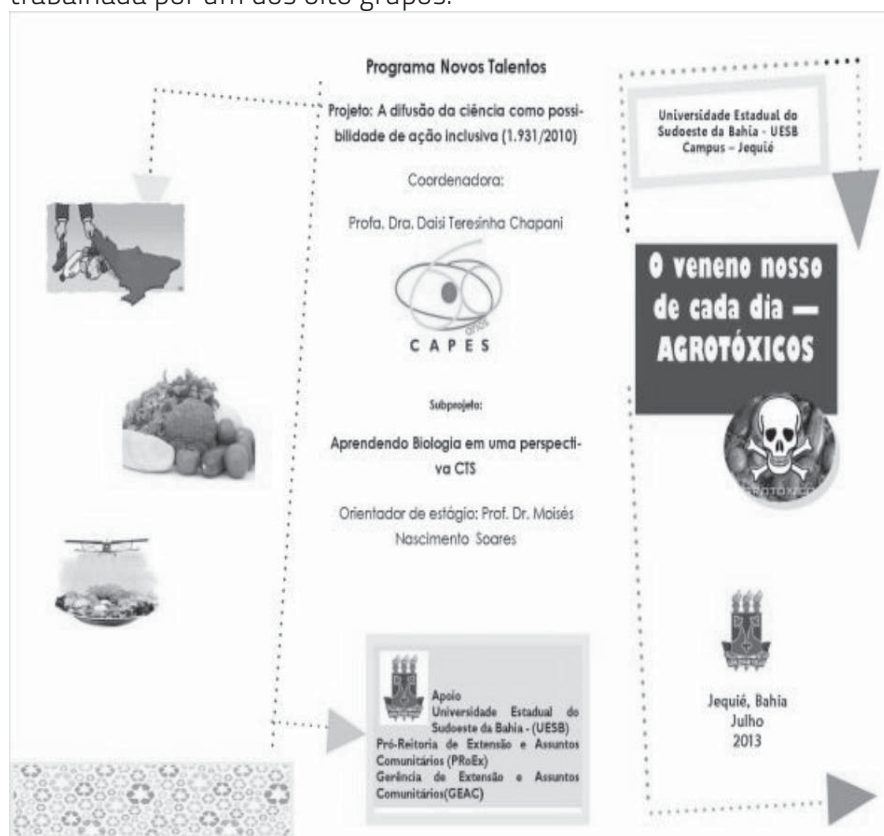 trabalhada por um dos oito grupos.
Programa Novos Talentos
Projeto: A difusão da ciência como possi-
bilidade de ação inclusiva (1.931/2010)
Coordenadora:
Profa. Dra. Daisi Teresinha Chapani
anos
CAPES
Subprojeto:
Aprendendo Biologia em uma perspecti-
va CTS
Orientador de estágio: Prof. Dr. Moisés
Nascimento Soares
Apoio
Universidade Estadual do
Sudoeste da Bahia - (UESB)
Pró-Reitoria de Extensão e Assuntos
Comunitários (PRoEx)
Gerência de Extensão e Assuntos
Comunitários(GEAC)
Universidade Estadual do
Sudoeste da Bahia - UESB
Campus – Jequié
O veneno nosso
de cada dia —
AGROTÓXICOS
Jequié, Bahia
Julho
2013